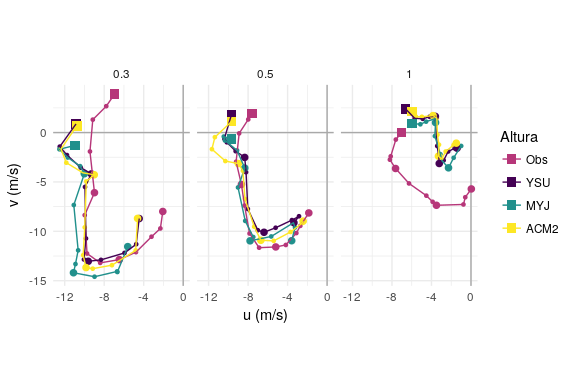 0.3 0.5 1
0
-5
-10
-15
-12 -8 -4 0 -12 -8 -4 0 -12 -8 -4 0
u (m/s)
v (m/s)
Altura
Obs
YSU
MYJ
ACM2